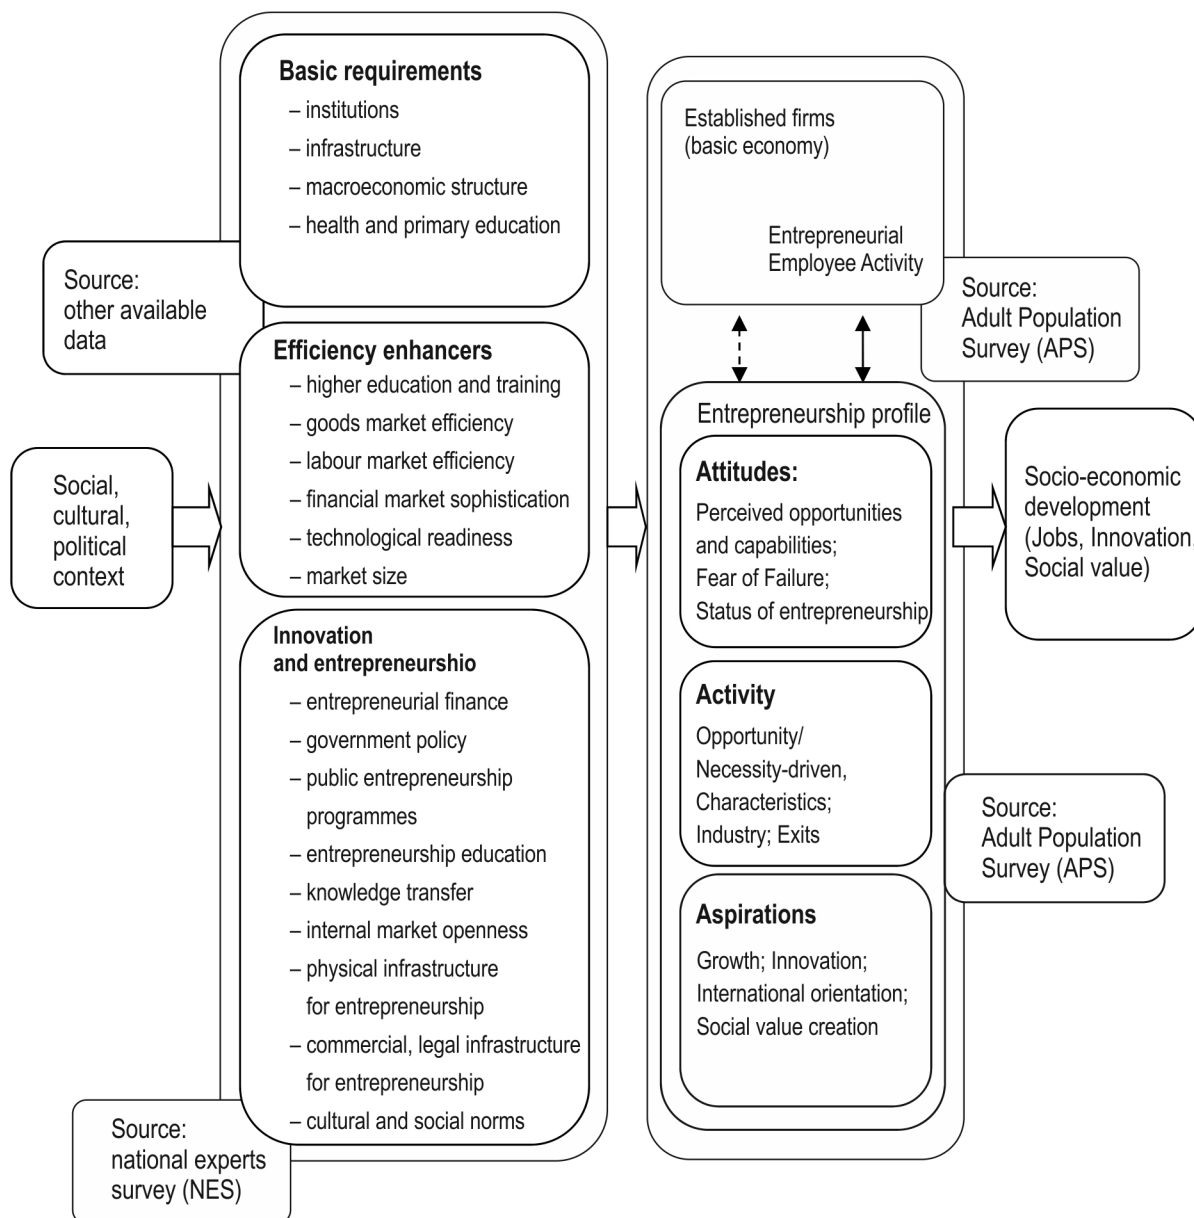 Basic requirements
– institutions
– infrastructure
– macroeconomic structure
– health and primary education
Source:
other available
data
Efficiency enhancers
– higher education and training
– goods market efficiency
– labour market efficiency
– financial market sophistication
– technological readiness
– market size
Social,
cultural,
political
context
Innovation
and entrepreneurshio
– entrepreneurial finance
– government policy
– public entrepreneurship
programmes
– entrepreneurship education
– knowledge transfer
– internal market openness
– physical infrastructure
for entrepreneurship
– commercial, legal infrastructure
for entrepreneurship
– cultural and social norms
Source:
national experts
survey (NES)
Established firms
(basic economy)
Entrepreneurial
Employee Activity
Source:
Adult Population
Survey (APS)
Entrepreneurship profile
Attitudes:
Perceived opportunities
and capabilities;
Fear of Failure;
Status of entrepreneurship
Activity
Opportunity/
Necessity-driven,
Characteristics;
Industry; Exits
Aspirations
Growth; Innovation;
International orientation;
Social value creation
Source:
Adult Population
Survey (APS)
Socio-economic
development
(Jobs, Innovation,
Social value)